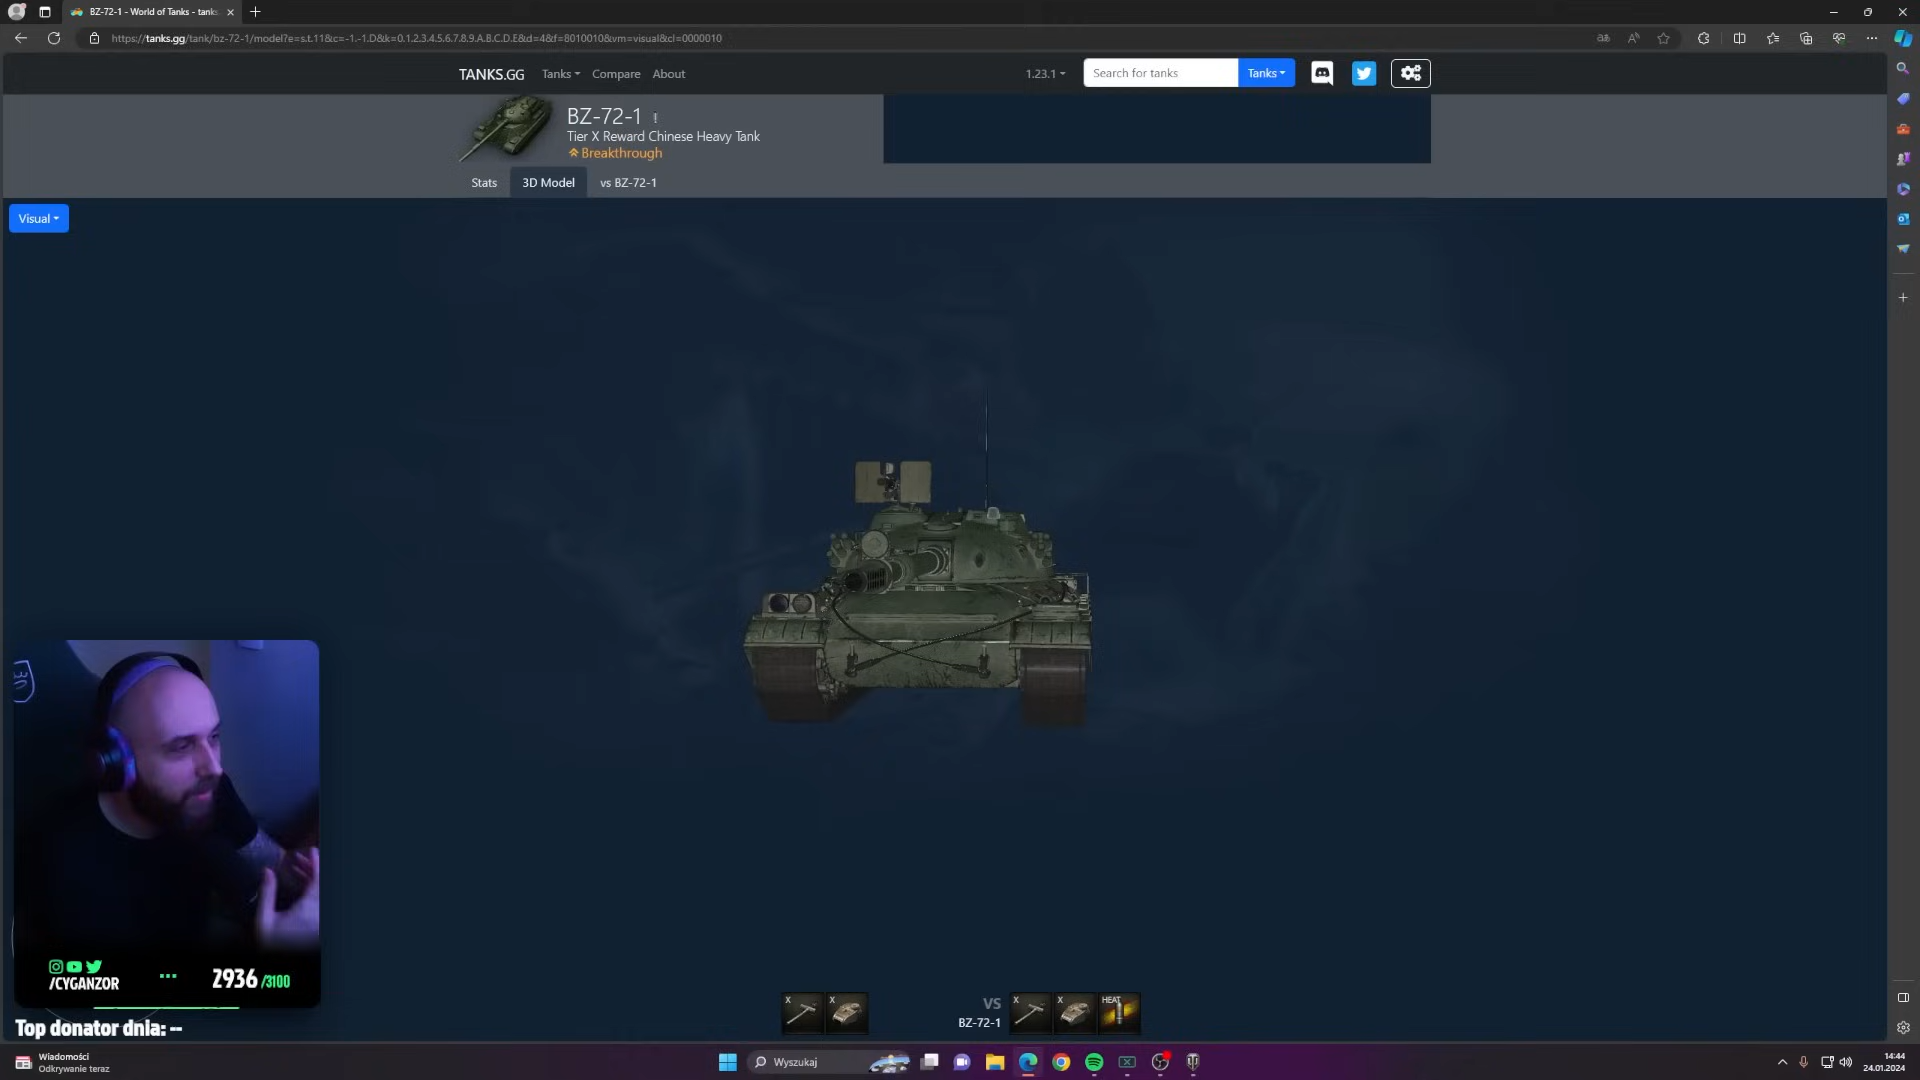 BZ-72-1 - World of Tanks - tanks.
https://tanks.gg/tank/bz-72-1/model?e=s.t.11&c=-1.-1.D&k=0.1.2.3.4.5.6.7.8.9.A.B.C.D.E&d=4&f=8010010&vm=visual&cl=0000010
TANKS.GG Tanks Compare About 1.23.1 Search for tanks Tanks
BZ-72-1
Tier X Reward Chinese Heavy Tank
Breakthrough
Stats 3D Model vs BZ-72-1
Visual
/CYGANZOR ... 2936 /3100
Top donator dnia: --
X X VS X X HEAT
BZ-72-1
Wiadomości
Odkrywanie teraz
Wyszukaj
14:44
24.01.2024